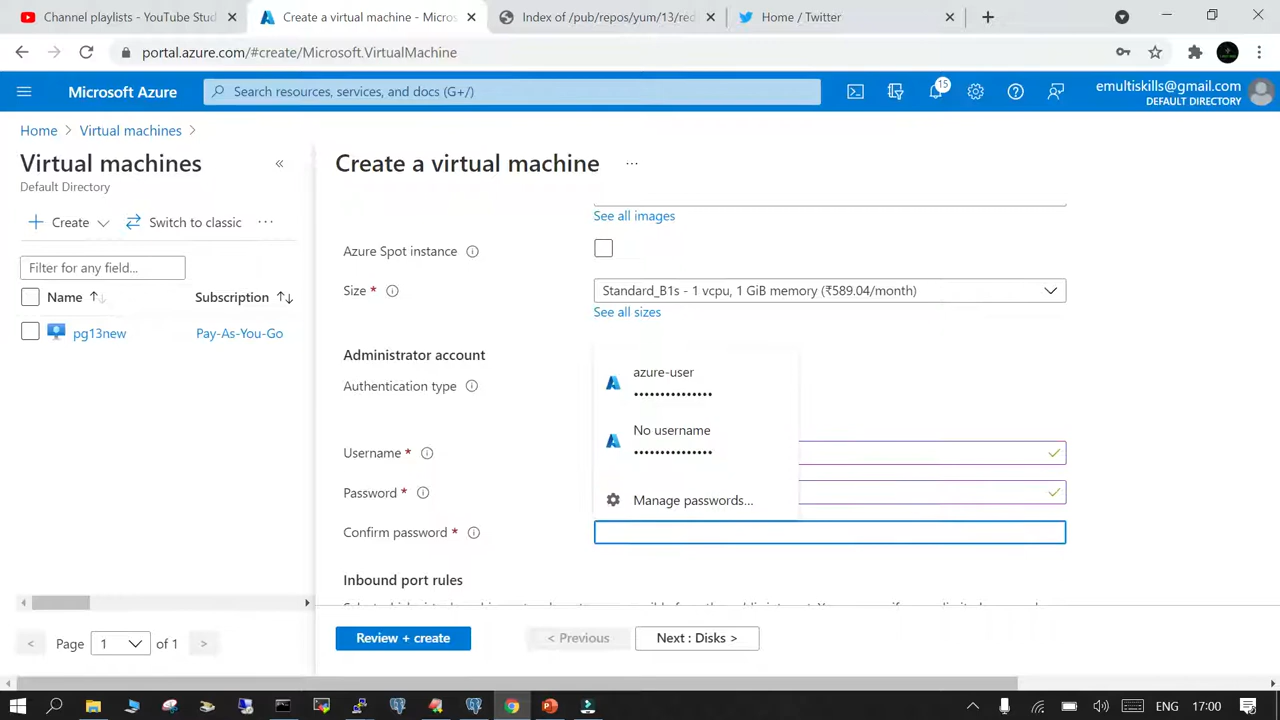 Channel playlists - YouTube Stud
Create a virtual machine - Micros
Index of /pub/repos/yum/13/red
Home / Twitter
portal.azure.com/#create/Microsoft.VirtualMachine
Microsoft Azure
Search resources, services, and docs (G+/)
15
emultiskills@gmail.com
DEFAULT DIRECTORY
Home > Virtual machines >
Virtual machines
Default Directory
«
Create a virtual machine
...
+ Create
Switch to classic
...
Filter for any field...
Name ↑↓
Subscription ↑↓
pg13new
Pay-As-You-Go
< Page 1 of 1 >
See all images
Azure Spot instance
Size *
Standard_B1s - 1 vcpu, 1 GiB memory (₹589.04/month)
See all sizes
Administrator account
Authentication type
azure-user
•••••••••••••••
No username
•••••••••••••••
Manage passwords...
Username *
Password *
Confirm password *
Inbound port rules
Review + create
< Previous
Next : Disks >
ENG
17:00